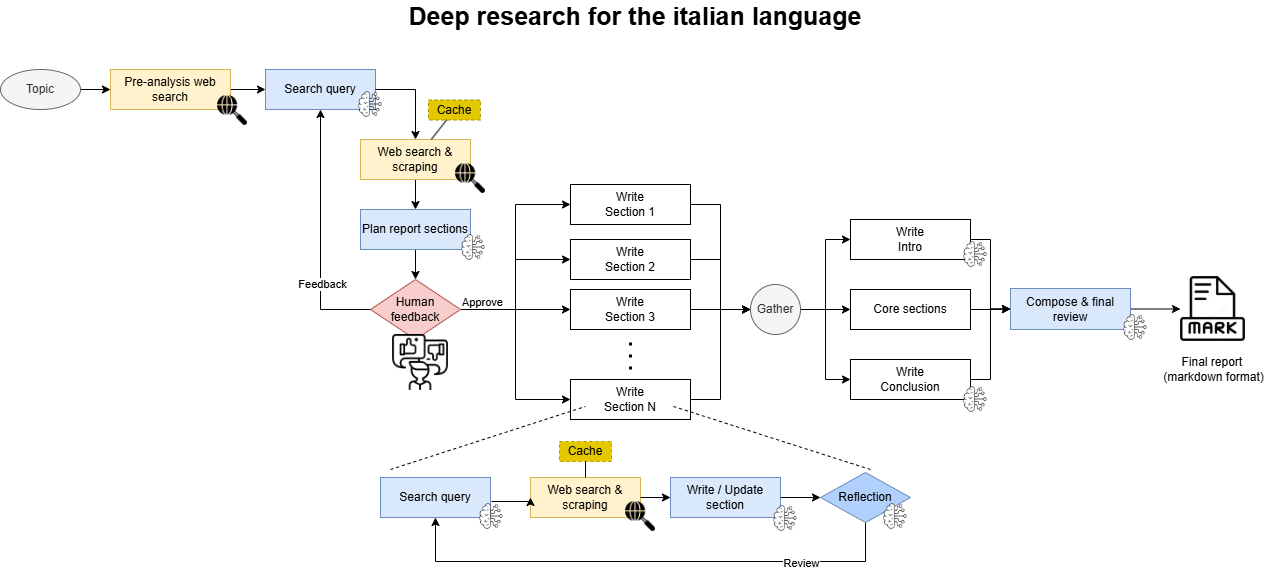 Deep research for the italian language
Topic
Pre-analysis web
search
Search query
Cache
Web search &
scraping
Plan report sections
Feedback
Human
feedback
Approve
Write
Section 1
Write
Section 2
Write
Section 3
Write
Section N
Gather
Write
Intro
Core sections
Write
Conclusion
Compose & final
review
MARK
Final report
(markdown format)
Cache
Search query
Web search &
scraping
Write / Update
section
Reflection
Review